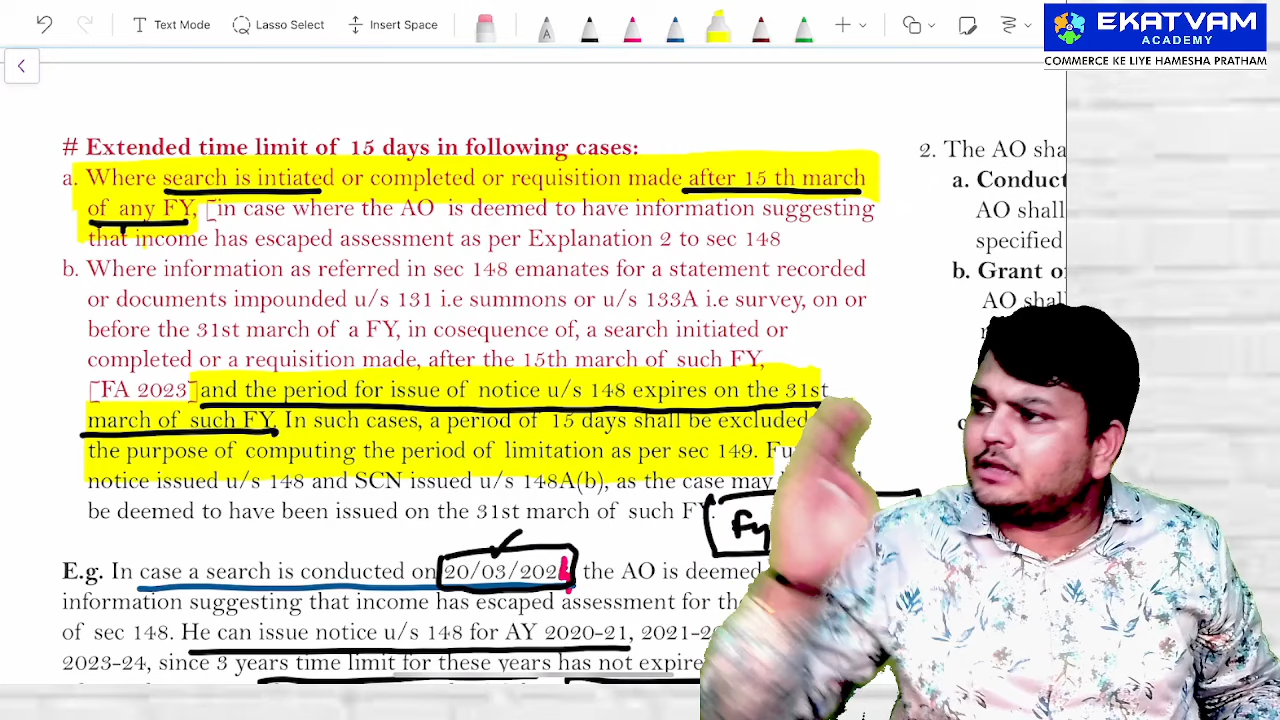 Text Mode
Lasso Select
Insert Space
EKATVAM
ACADEMY
COMMERCE KE LIYE HAMESHA PRATHAM
# Extended time limit of 15 days in following cases:
a. Where search is intiated or completed or requisition made after 15 th march
of any FY, [in case where the AO is deemed to have information suggesting
that income has escaped assessment as per Explanation 2 to sec 148
b. Where information as referred in sec 148 emanates for a statement recorded
or documents impounded u/s 131 i.e summons or u/s 133A i.e survey, on or
before the 31st march of a FY, in cosequence of, a search initiated or
completed or a requisition made, after the 15th march of such FY,
[FA 2023] and the period for issue of notice u/s 148 expires on the 31st
march of such FY. In such cases, a period of 15 days shall be excluded
the purpose of computing the period of limitation as per sec 149.
notice issued u/s 148 and SCN issued u/s 148A(b), as the case may
be deemed to have been issued on the 31st march of such FY.
Fy
E.g. In case a search is conducted on 20/03/202 the AO is deemed
information suggesting that income has escaped assessment for the
of sec 148. He can issue notice u/s 148 for AY 2020-21,
2023-24, since 3 years time limit for these years has not expire
2. The AO sha
a. Conduct
AO shall
specified
b. Grant o
AO shal